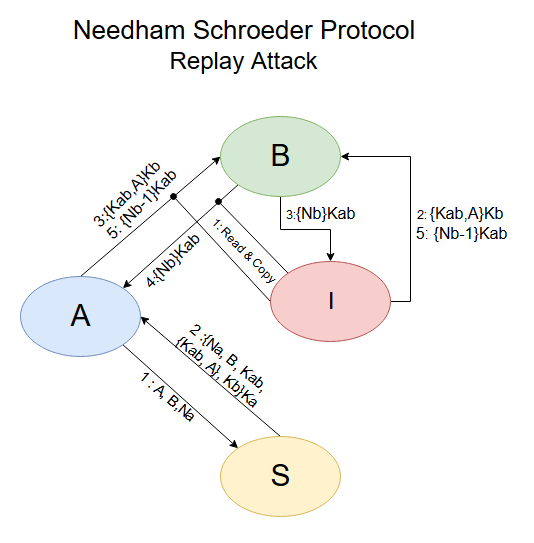 Needham Schroeder Protocol
Replay Attack
B
3:{Kab,A}Kb
5: {Nb-1}Kab
4:{Nb}Kab
1: Read & Copy
3:{Nb}Kab
2: {Kab,A}Kb
5: {Nb-1}Kab
A
I
2 :{Na, B, Kab,
{Kab, A}, Kb}Ka
1 : A, B,Na
S